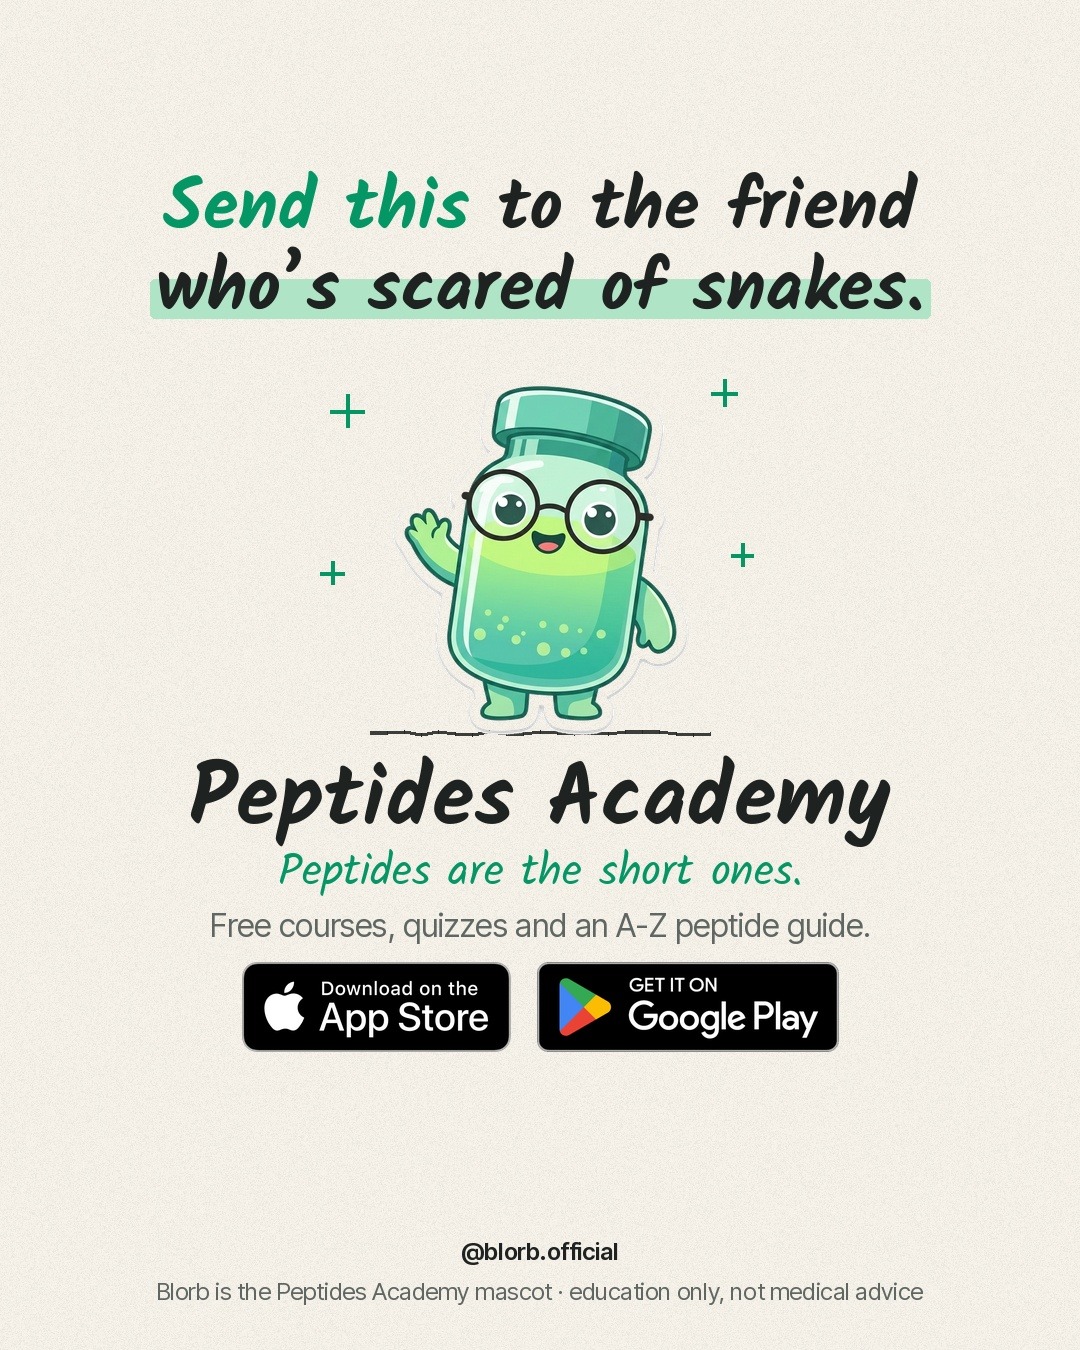 Send this to the friend
who’s scared of snakes.
Peptides Academy
Peptides are the short ones.
Free courses, quizzes and an A-Z peptide guide.
Download on the
App Store
GET IT ON
Google Play
@blorb.official
Blorb is the Peptides Academy mascot · education only, not medical advice